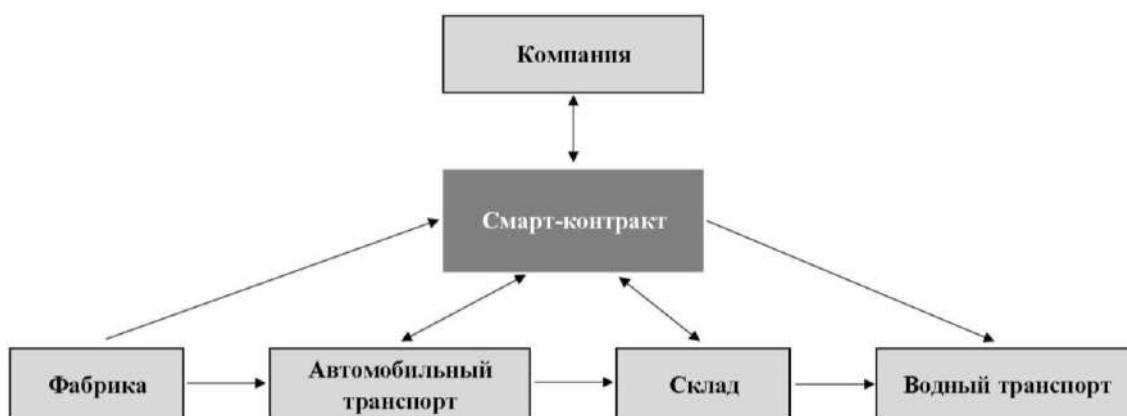 Компания
Смарт-контракт
Фабрика
Автомобильный
транспорт
Склад
Водный транспорт